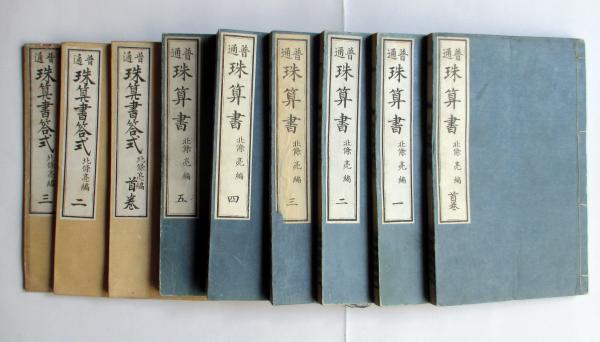 普通
珠算書
北條 亮 編
首卷
普通
珠算書
北條 亮 編
一
普通
珠算書
北條 亮 編
二
普通
珠算書
北條 亮 編
三
普通
珠算書
北條 亮 編
四
普通
珠算書
北條 亮 編
五
普通
珠算書答式
北條亮編
首卷
普通
珠算書答式
北條亮編
二
普通
珠算書答式
北條亮編
三